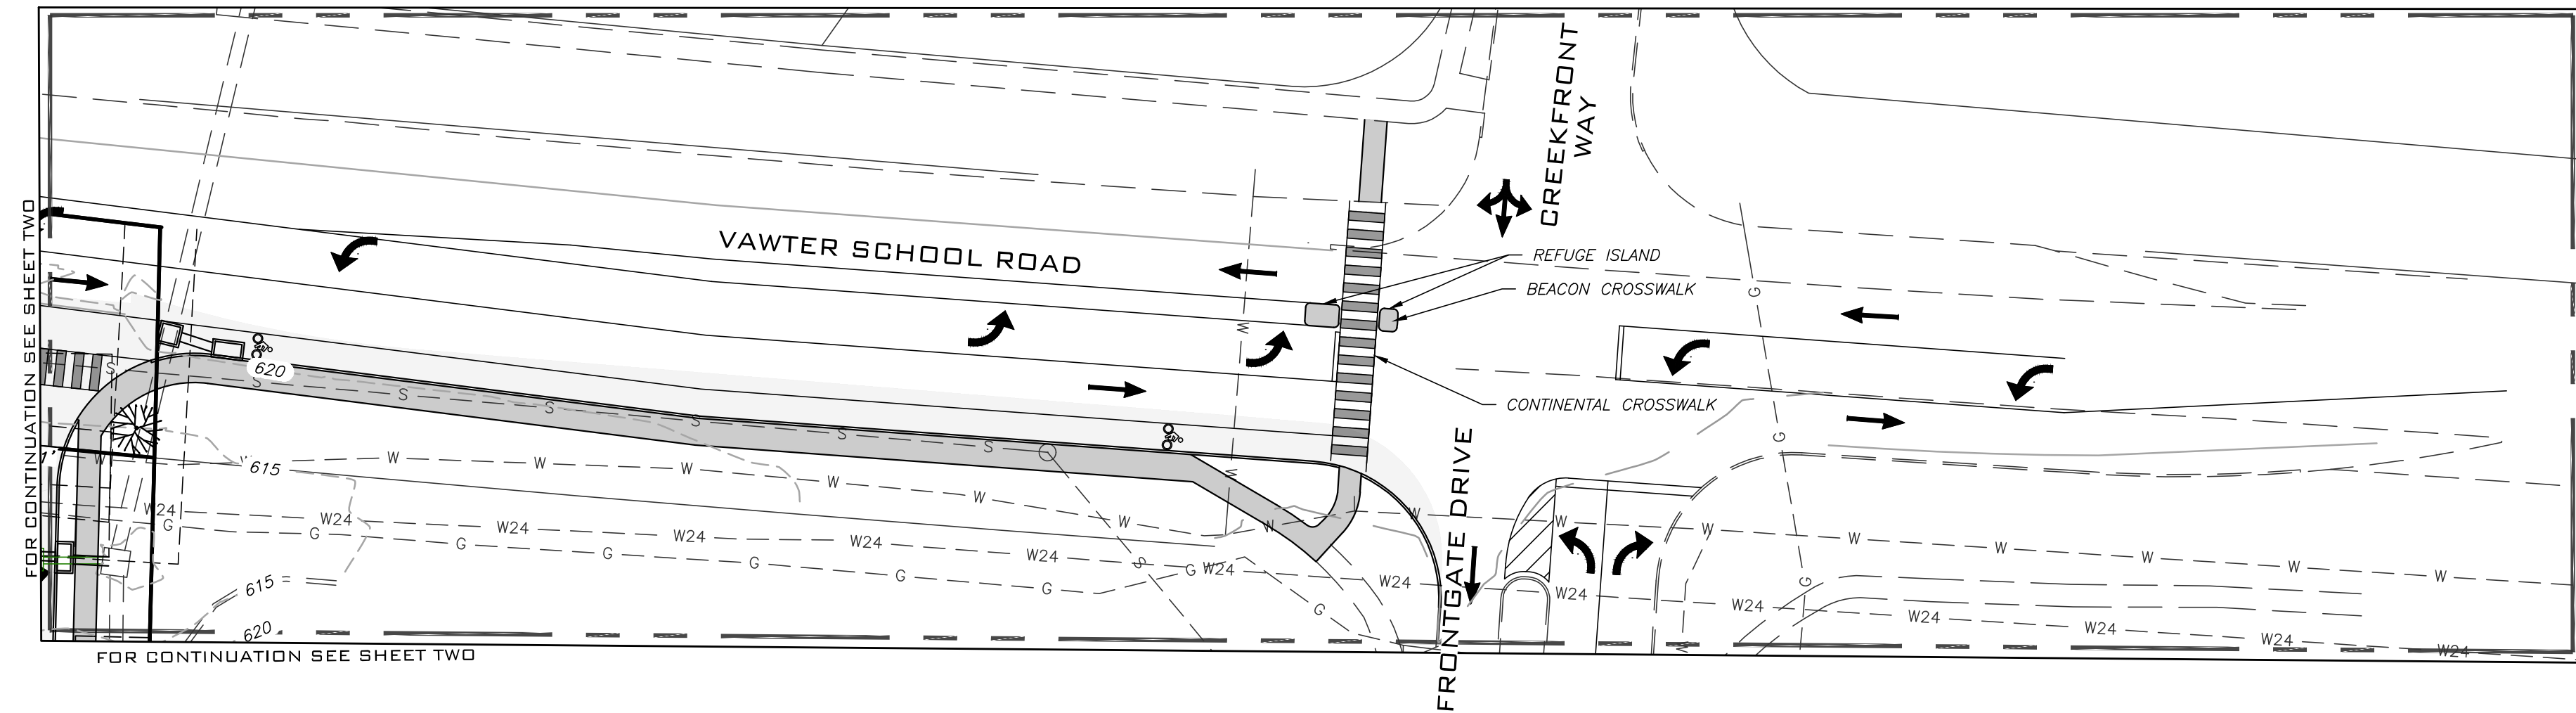 CREEKFRONT
WAY
VAWTER SCHOOL ROAD
REFUGE ISLAND
BEACON CROSSWALK
CONTINENTAL CROSSWALK
FRONTGATE DRIVE
FOR CONTINUATION SEE SHEET TWO
FOR CONTINUATION SEE SHEET TWO
620
615
615
620
S S S S S S S S S
W W W W W W W W W W W W W W W W
W24 W24 W24 W24 W24 W24 W24 W24 W24 W24 W24 W24 W24 W24
G G G G G G G G G
G G G
W W
W